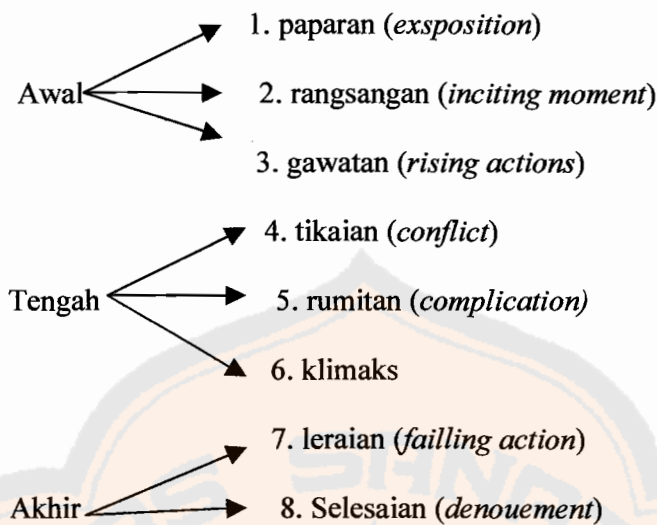 1. paparan (exsposition)
Awal
2. rangsangan (inciting moment)
3. gawatan (rising actions)
4. tikaian (conflict)
Tengah
5. rumitan (complication)
6. klimaks
7. leraian (failling action)
Akhir
8. Selesaian (denouement)